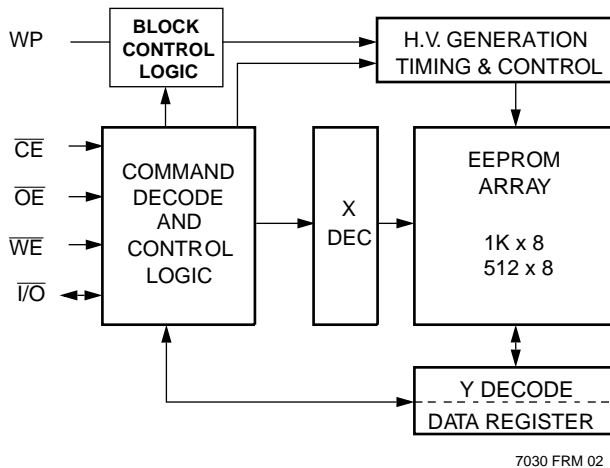 WP
BLOCK
CONTROL
LOGIC
H.V. GENERATION
TIMING & CONTROL
CE
OE
WE
I/O
COMMAND
DECODE
AND
CONTROL
LOGIC
X
DEC
EEPROM
ARRAY
1K x 8
512 x 8
Y DECODE
DATA REGISTER
7030 FRM 02